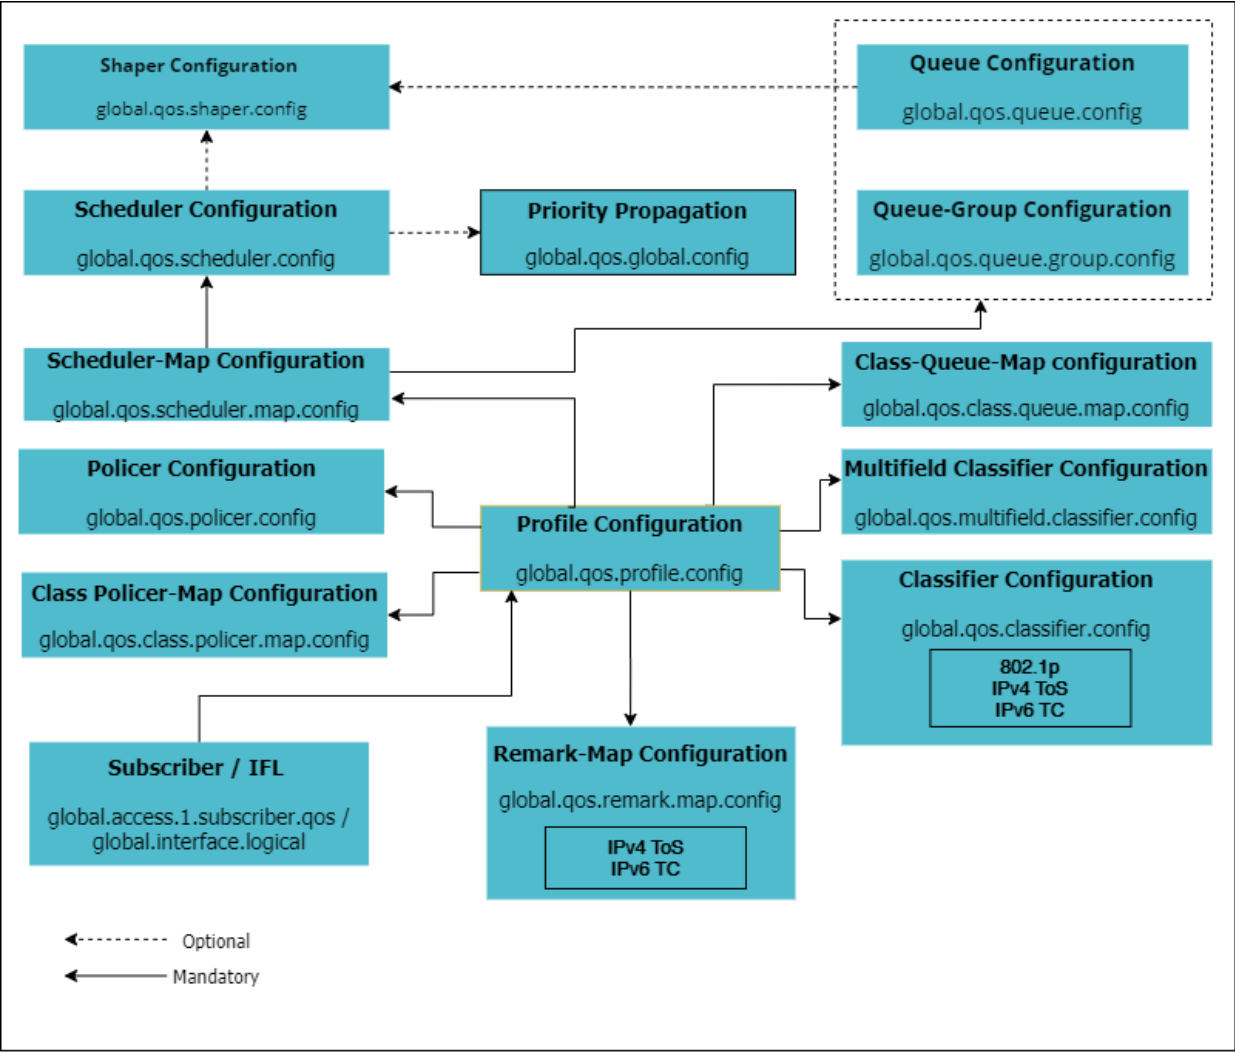 Shaper Configuration
global.qos.shaper.config
Queue Configuration
global.qos.queue.config
Scheduler Configuration
global.qos.scheduler.config
Priority Propagation
global.qos.global.config
Queue-Group Configuration
global.qos.queue.group.config
Scheduler-Map Configuration
global.qos.scheduler.map.config
Class-Queue-Map configuration
global.qos.class.queue.map.config
Policer Configuration
global.qos.policer.config
Multifield Classifier Configuration
global.qos.multifield.classifier.config
Profile Configuration
global.qos.profile.config
Class Policer-Map Configuration
global.qos.class.policer.map.config
Classifier Configuration
global.qos.classifier.config
802.1p
IPv4 ToS
IPv6 TC
Subscriber / IFL
global.access.1.subscriber.qos /
global.interface.logical
Remark-Map Configuration
global.qos.remark.map.config
IPv4 ToS
IPv6 TC
Optional
Mandatory